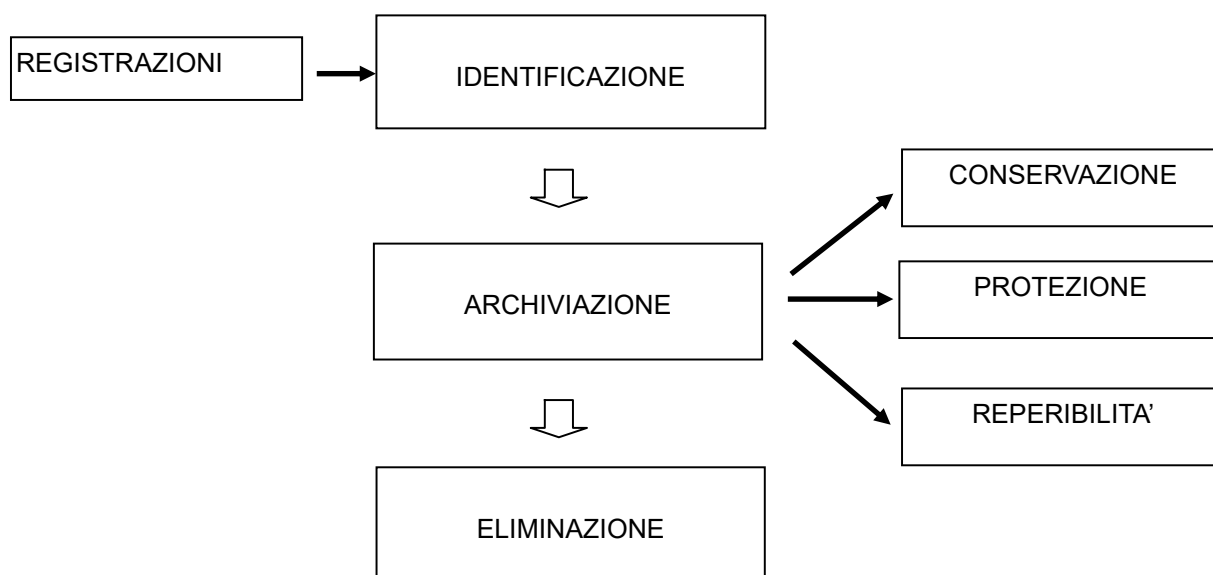 REGISTRAZIONI
IDENTIFICAZIONE
CONSERVAZIONE
ARCHIVIAZIONE
PROTEZIONE
REPERIBILITA’
ELIMINAZIONE